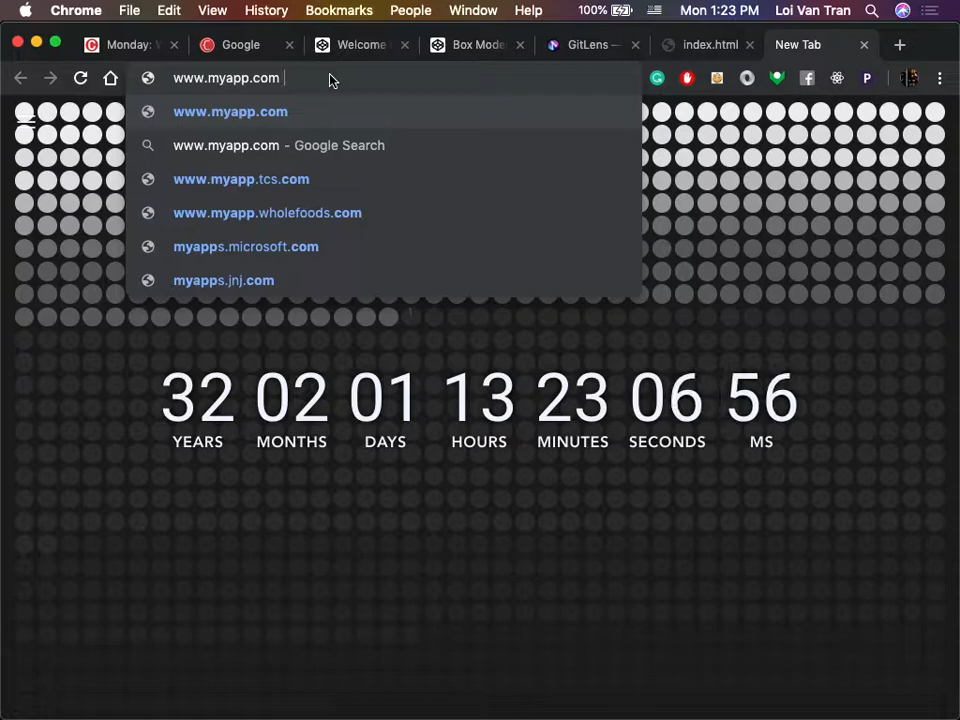 Chrome File Edit View History Bookmarks People Window Help 100% Mon 1:23 PM Loi Van Tran
Monday: Google Welcome Box Mode GitLens — index.html New Tab
www.myapp.com
www.myapp.com
www.myapp.com - Google Search
www.myapp.tcs.com
www.myapp.wholefoods.com
myapps.microsoft.com
myapps.jnj.com
32 02 01 13 23 06 56
YEARS MONTHS DAYS HOURS MINUTES SECONDS MS